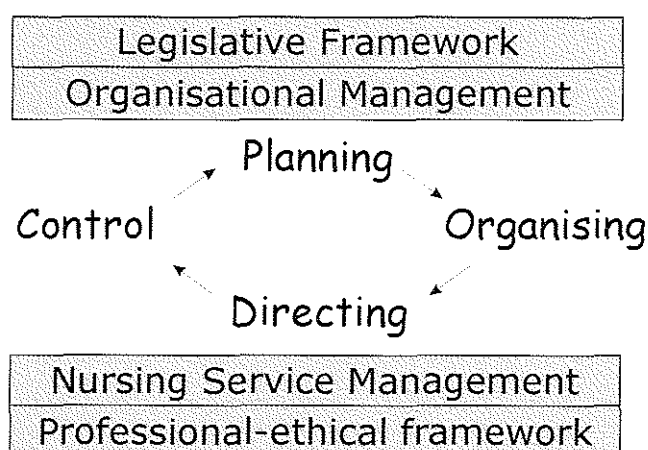 Legislative Framework
Organisational Management
Planning
Control
Organising
Directing
Nursing Service Management
Professional-ethical framework